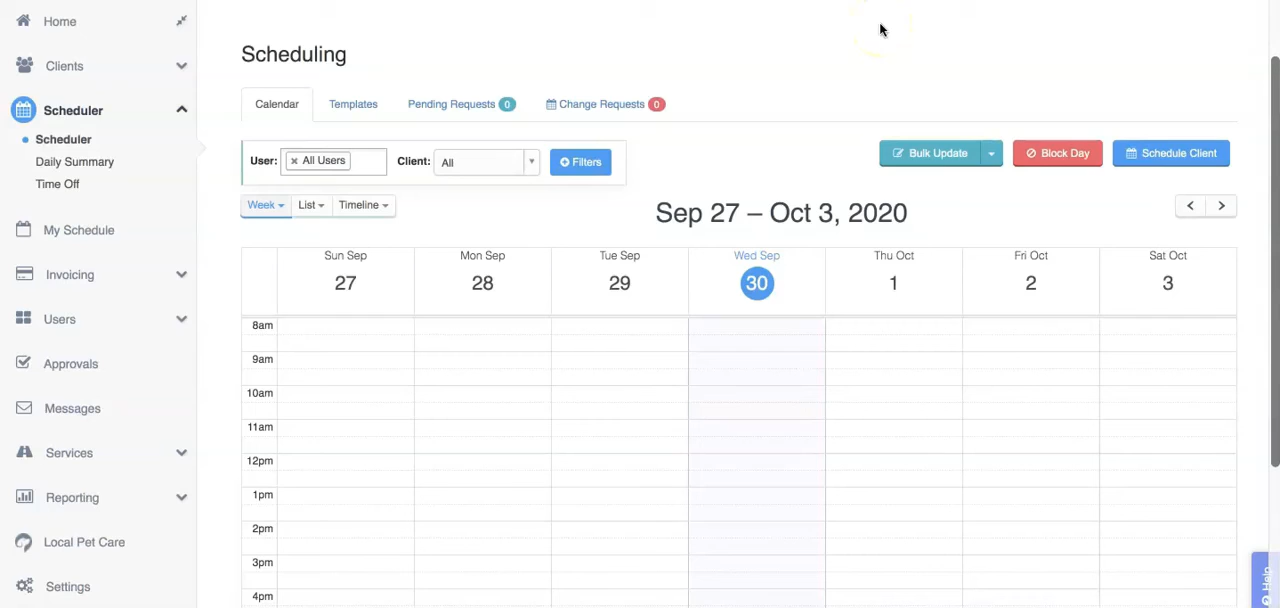 Home
Clients
Scheduler
Scheduler
Daily Summary
Time Off
My Schedule
Invoicing
Users
Approvals
Messages
Services
Reporting
Local Pet Care
Settings
Scheduling
Calendar Templates Pending Requests 0 Change Requests 0
User: × All Users Client: All Filters Bulk Update Block Day Schedule Client
Week List Timeline Sep 27 – Oct 3, 2020
Sun Sep Mon Sep Tue Sep Wed Sep Thu Oct Fri Oct Sat Oct
27 28 29 30 1 2 3
8am
9am
10am
11am
12pm
1pm
2pm
3pm
4pm
Help